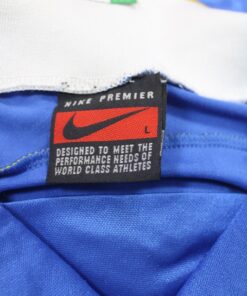 NIKE PREMIER
L
DESIGNED TO MEET THE
PERFORMANCE NEEDS OF
WORLD CLASS ATHLETES